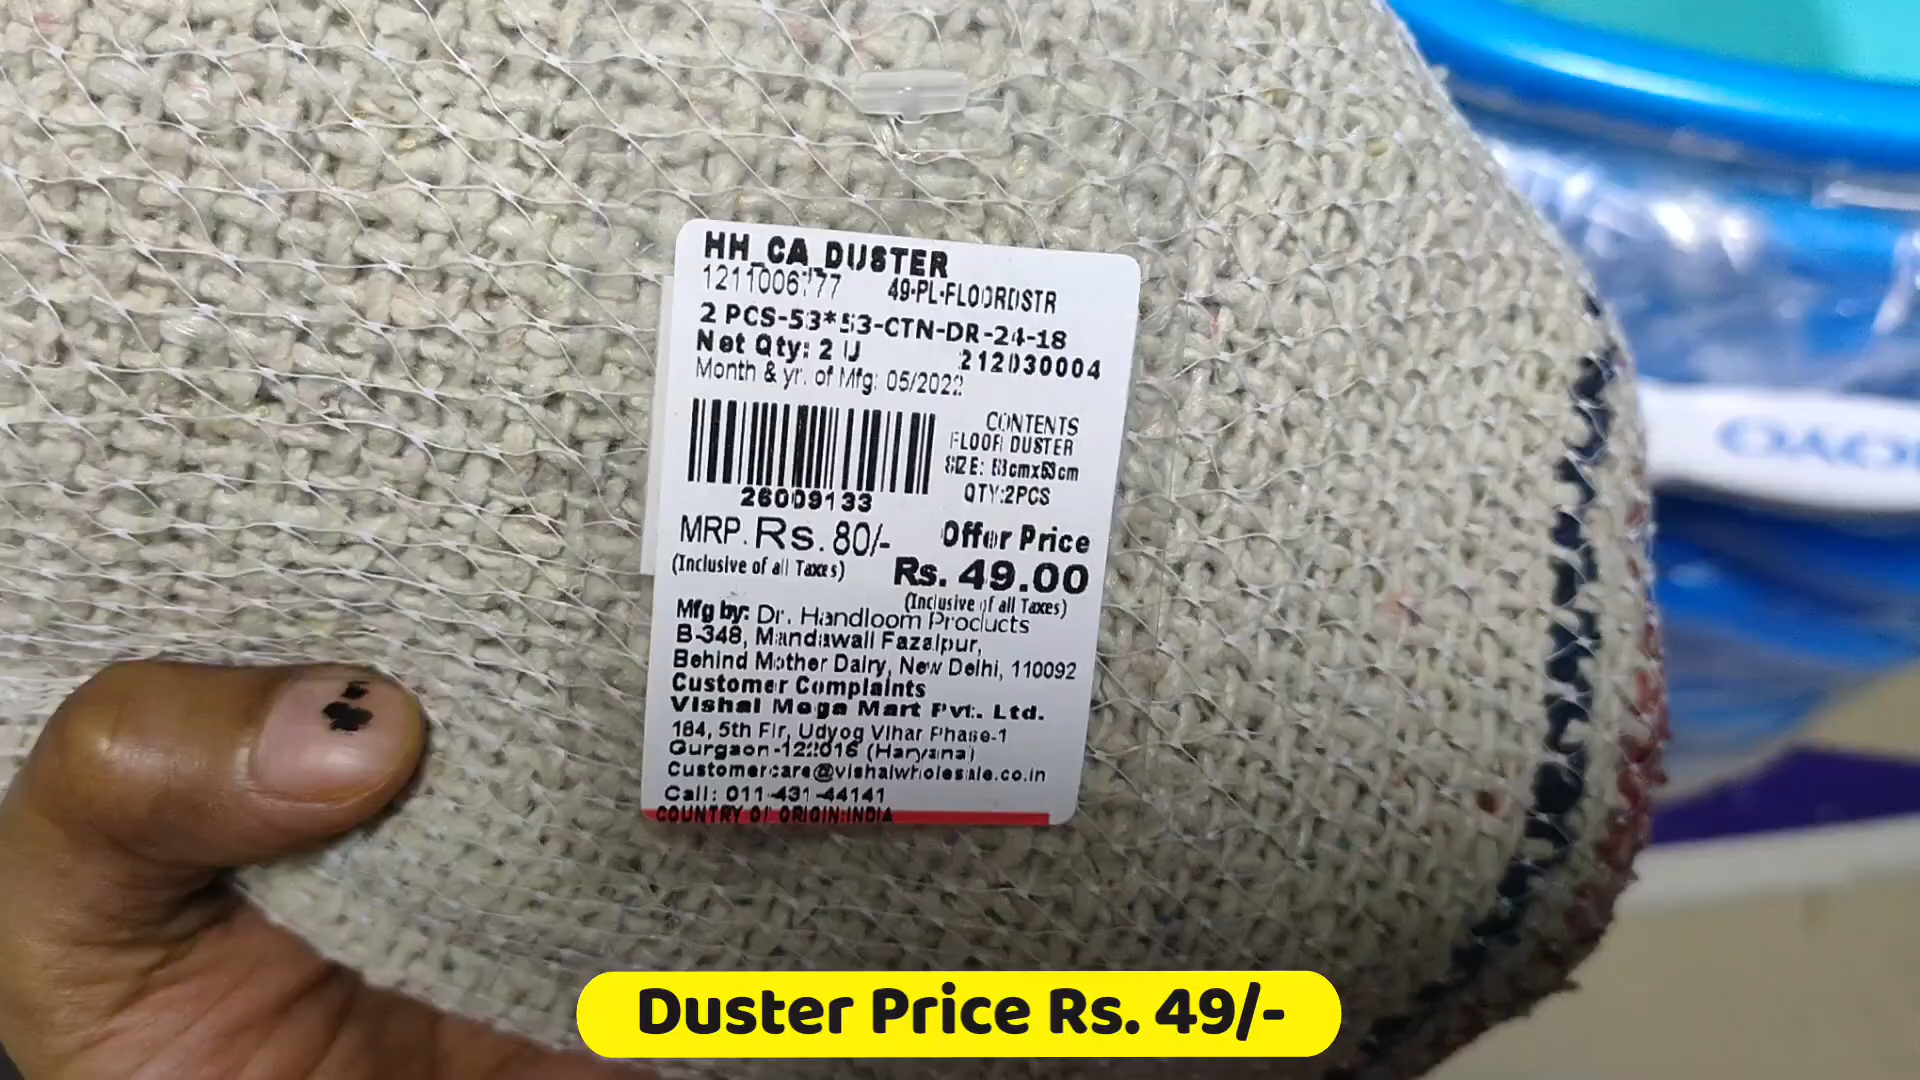 HH_CA DUSTER
1211006777 49-PL-FLOORDSTR
2 PCS-53*53-CTN-DR-24-18
Net Qty: 2 U 212030004
Month & yr. of Mfg: 05/2022
CONTENTS
FLOOR DUSTER
SIZE: 53cmx53cm
QTY:2PCS
26009133
MRP. Rs. 80/- Offer Price
(Inclusive of all Taxes) Rs. 49.00
(Inclusive of all Taxes)
Mfg by: Dr. Handloom Products
B-348, Mandawali Fazalpur,
Behind Mother Dairy, New Delhi, 110092
Customer Complaints
Vishal Mega Mart Pvt. Ltd.
184, 5th Flr, Udyog Vihar Phase-1
Gurgaon-122016 (Haryana)
Customercare@vishalwholesale.co.in
Call: 011-431-44141
COUNTRY OF ORIGIN:INDIA
Duster Price Rs. 49/-